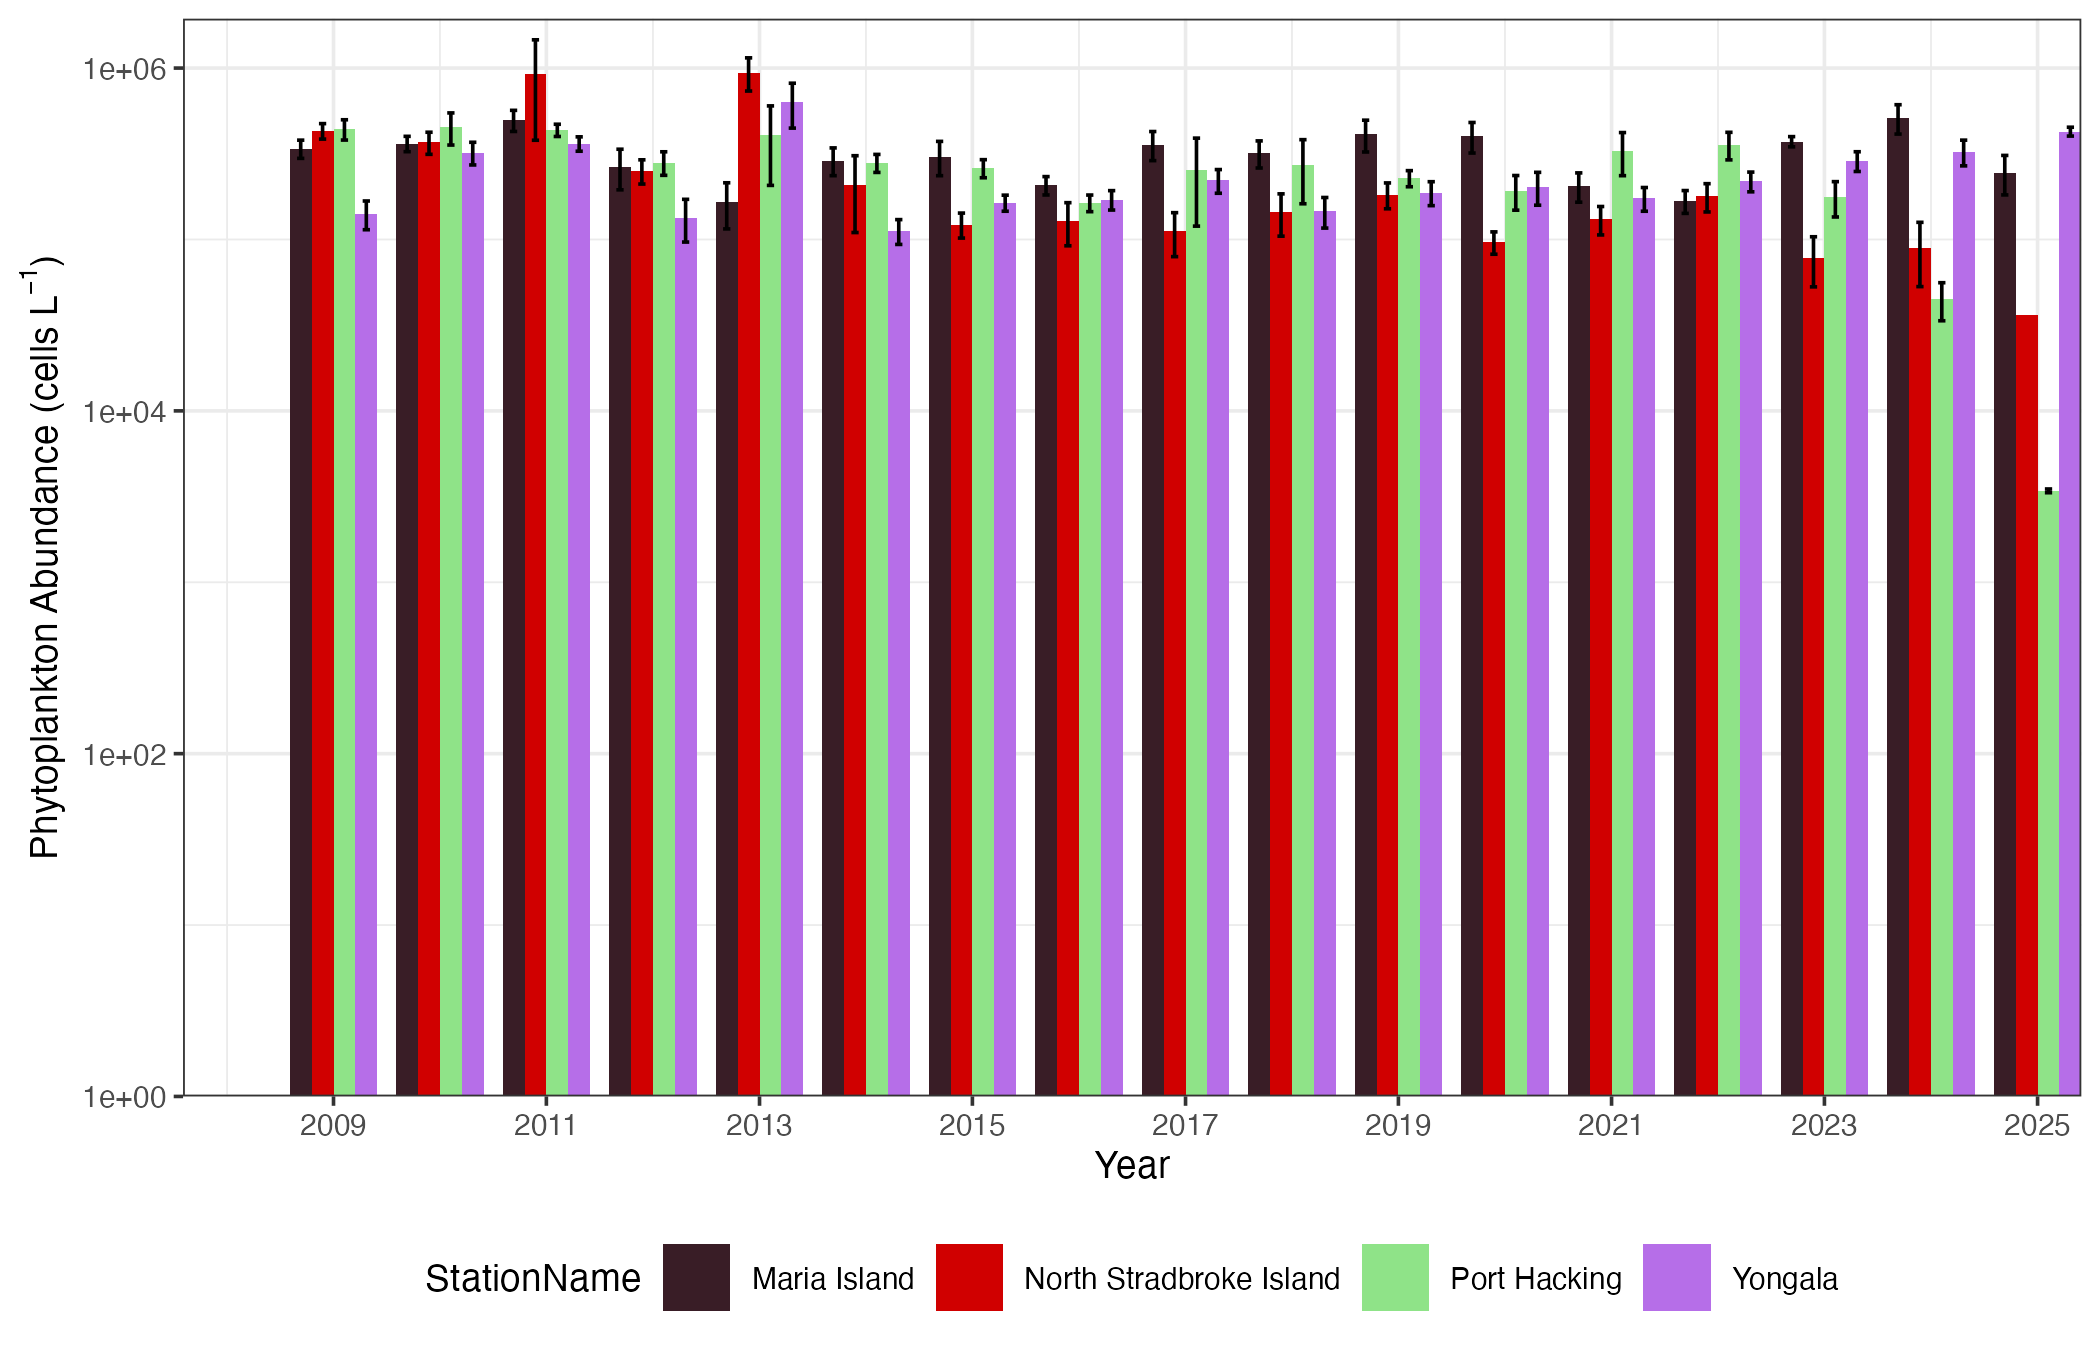 Phytoplankton Abundance (cells L⁻¹)
1e+06
1e+04
1e+02
1e+00
2009 2011 2013 2015 2017 2019 2021 2023 2025
Year
StationName Maria Island North Stradbroke Island Port Hacking Yongala